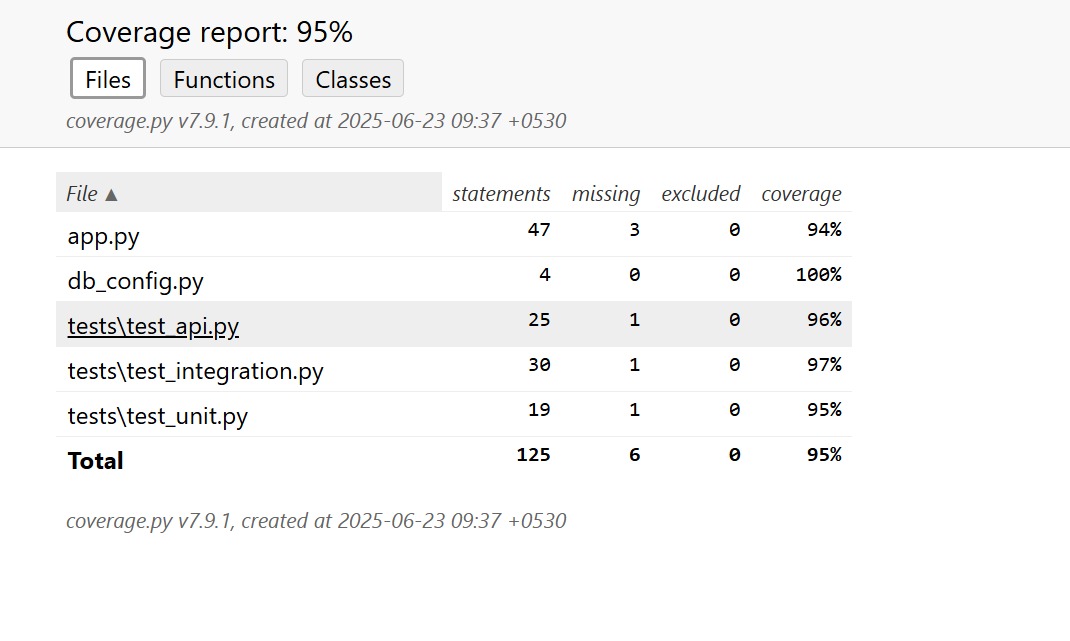 Coverage report: 95%
Files Functions Classes
coverage.py v7.9.1, created at 2025-06-23 09:37 +0530
File ▲ statements missing excluded coverage
app.py 47 3 0 94%
db_config.py 4 0 0 100%
tests\test_api.py 25 1 0 96%
tests\test_integration.py 30 1 0 97%
tests\test_unit.py 19 1 0 95%
Total 125 6 0 95%
coverage.py v7.9.1, created at 2025-06-23 09:37 +0530